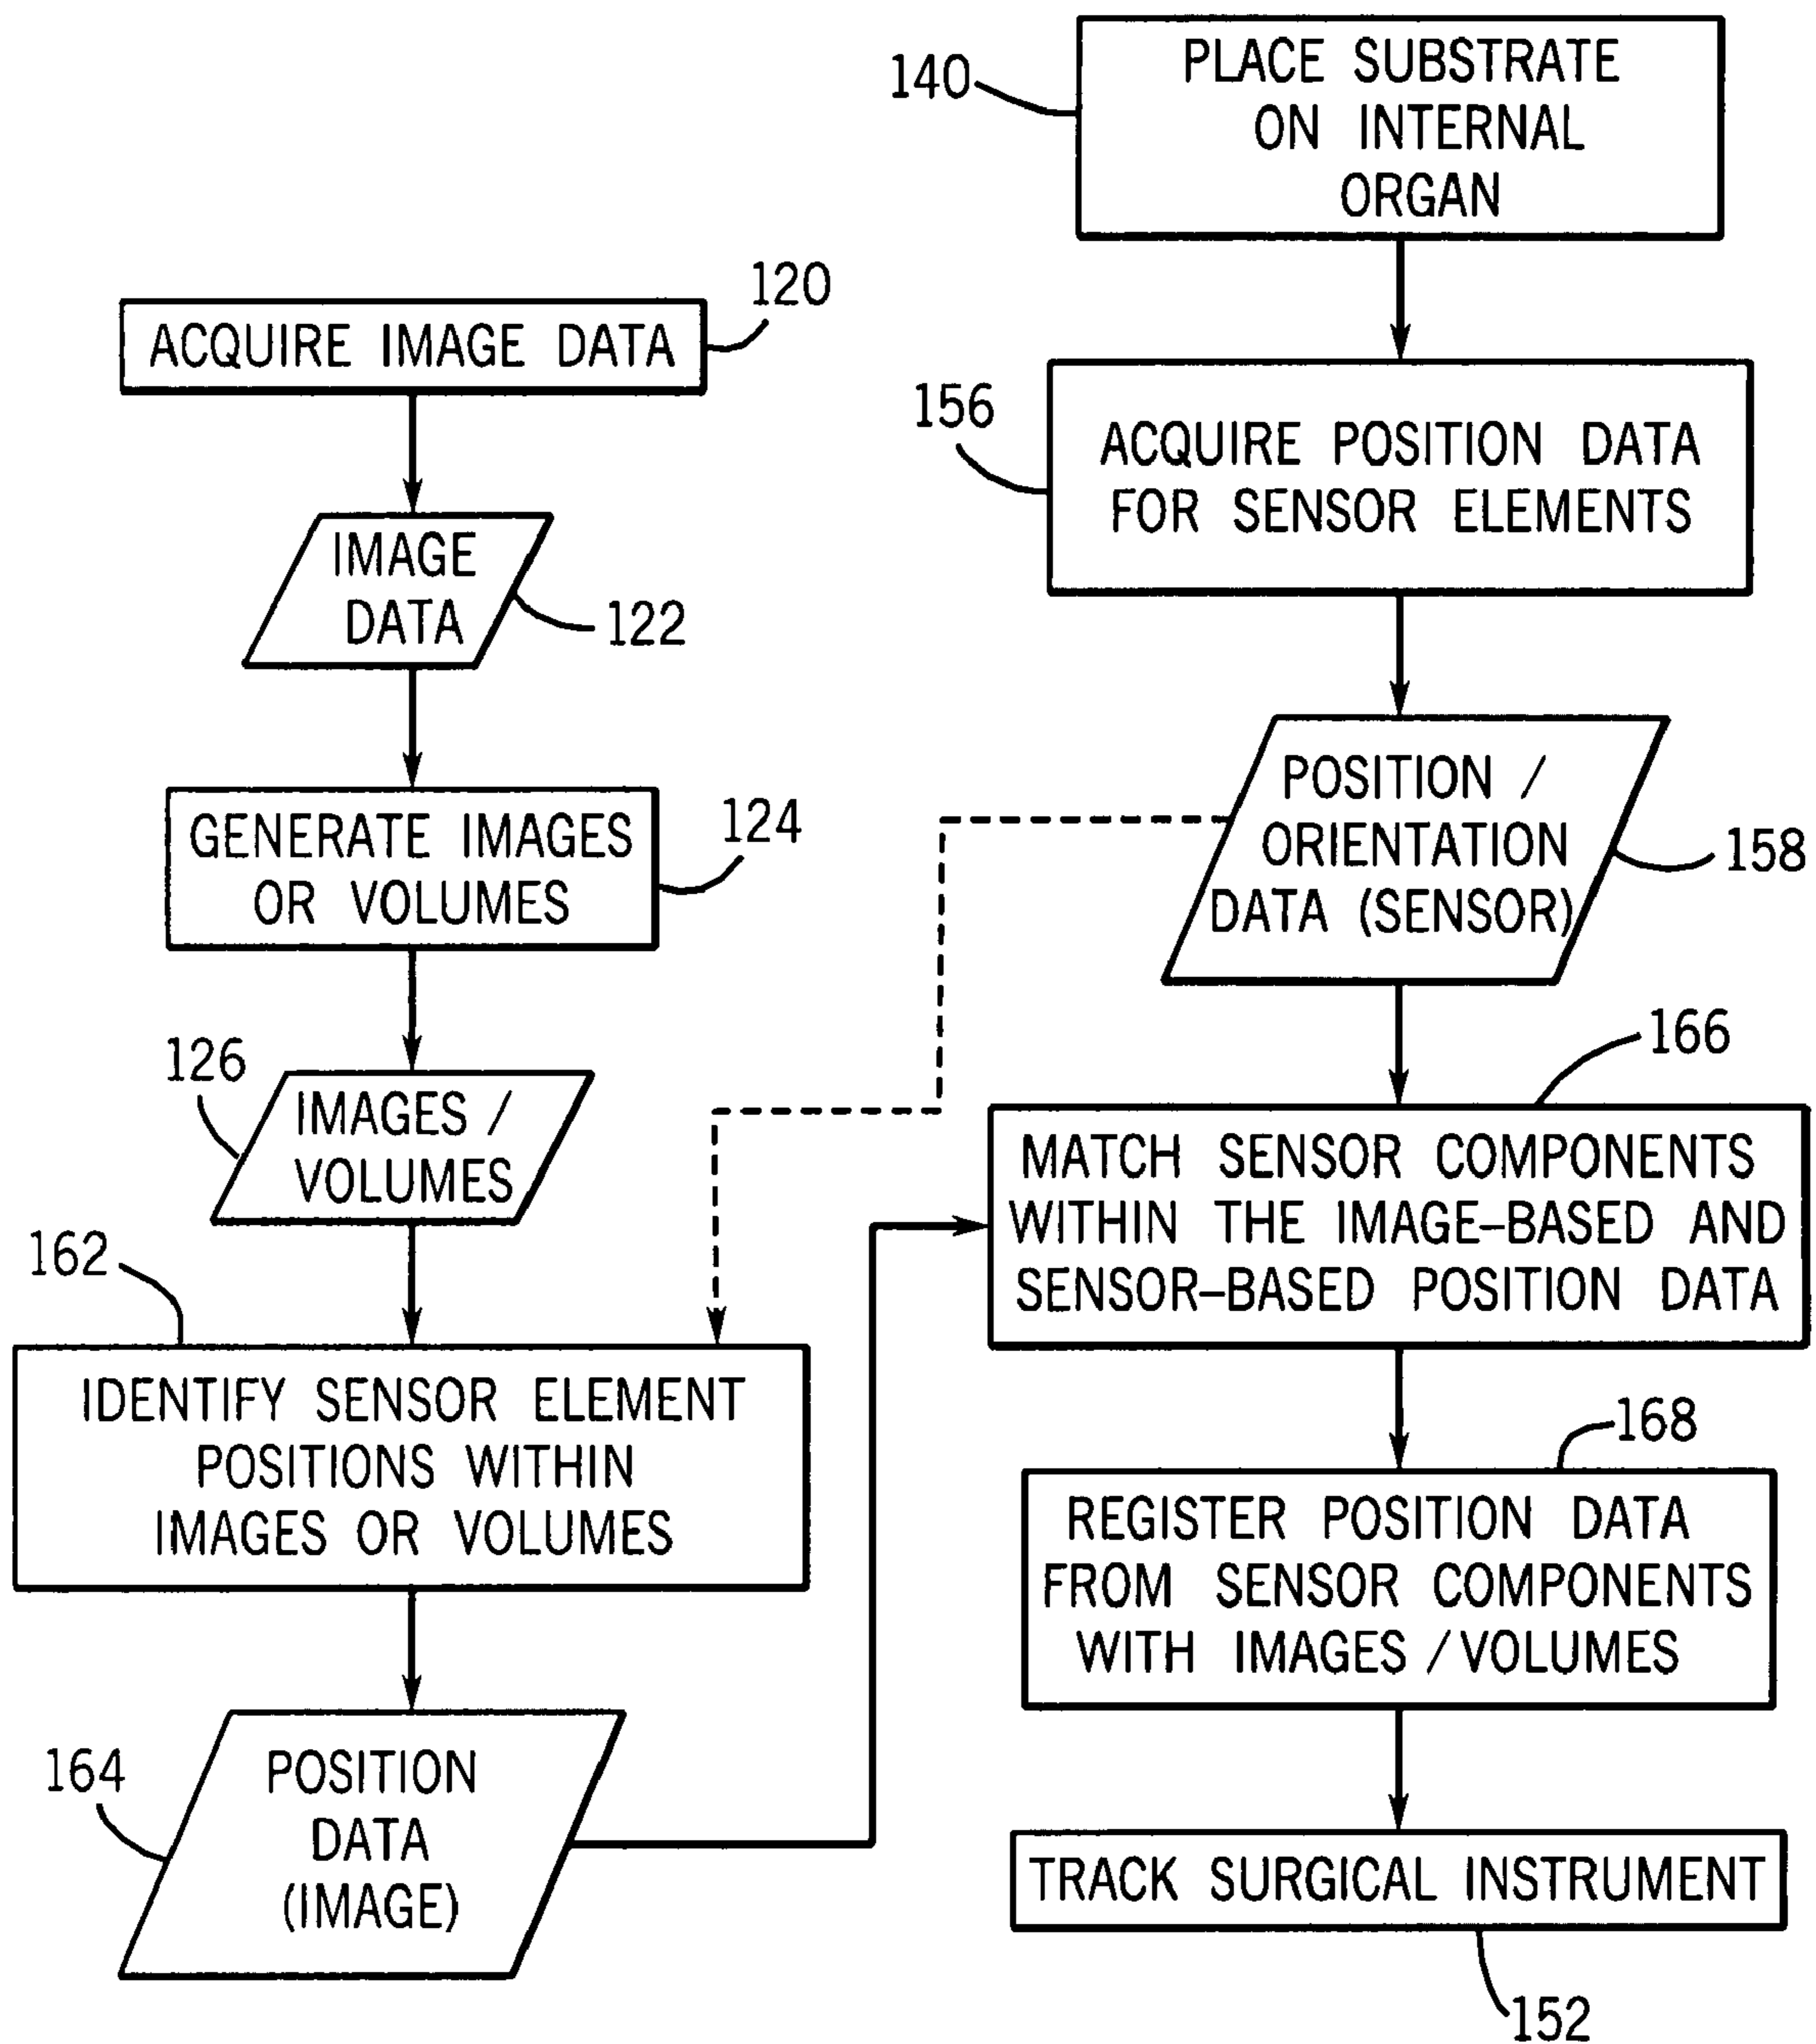 120
ACQUIRE IMAGE DATA
IMAGE
DATA
122
GENERATE IMAGES
OR VOLUMES
124
126
IMAGES /
VOLUMES
162
IDENTIFY SENSOR ELEMENT
POSITIONS WITHIN
IMAGES OR VOLUMES
164
POSITION
DATA
(IMAGE)
140
PLACE SUBSTRATE
ON INTERNAL
ORGAN
156
ACQUIRE POSITION DATA
FOR SENSOR ELEMENTS
POSITION /
ORIENTATION
DATA (SENSOR)
158
166
MATCH SENSOR COMPONENTS
WITHIN THE IMAGE-BASED AND
SENSOR-BASED POSITION DATA
168
REGISTER POSITION DATA
FROM SENSOR COMPONENTS
WITH IMAGES / VOLUMES
TRACK SURGICAL INSTRUMENT
152